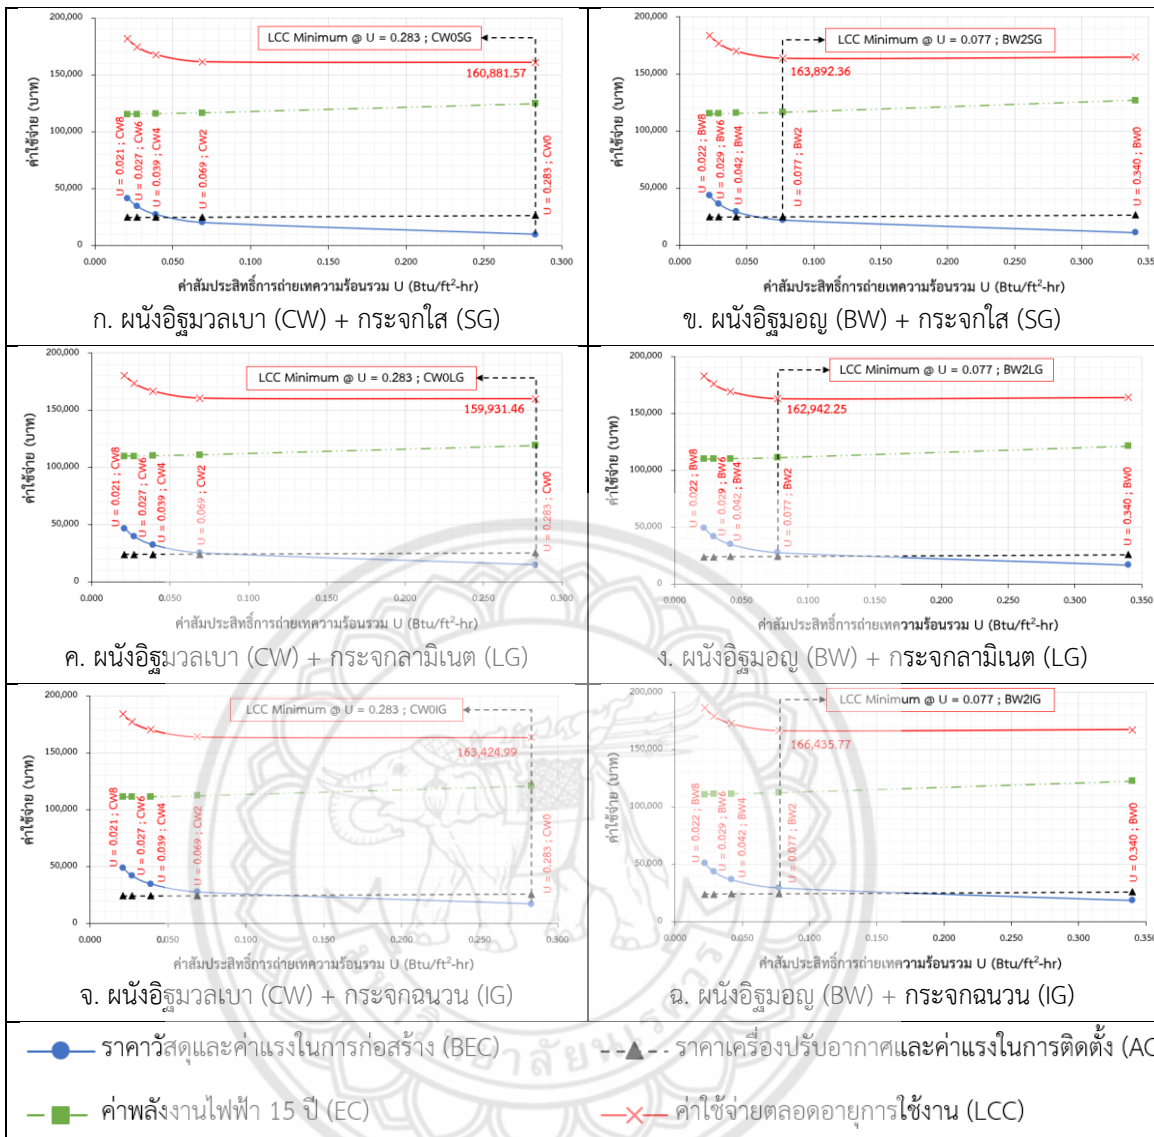 200,000
150,000
100,000
50,000
0
ค่าใช้จ่าย (บาท)
LCC Minimum @ U = 0.283 ; CW0SG
160,881.57
U = 0.021 ; CW8
U = 0.027 ; CW6
U = 0.039 ; CW4
U = 0.069 ; CW2
U = 0.283 ; CW0
0.000 0.050 0.100 0.150 0.200 0.250 0.300
ค่าสัมประสิทธิ์การถ่ายเทความร้อนรวม U (Btu/ft²-hr)
ก. ผนังอิฐมวลเบา (CW) + กระจกใส (SG)
200,000
150,000
100,000
50,000
0
ค่าใช้จ่าย (บาท)
LCC Minimum @ U = 0.077 ; BW2SG
163,892.36
U = 0.022 ; BW8
U = 0.029 ; BW6
U = 0.042 ; BW4
U = 0.077 ; BW2
U = 0.340 ; BW0
0.000 0.050 0.100 0.150 0.200 0.250 0.300 0.350
ค่าสัมประสิทธิ์การถ่ายเทความร้อนรวม U (Btu/ft²-hr)
ข. ผนังอิฐมอญ (BW) + กระจกใส (SG)
200,000
150,000
100,000
50,000
0
ค่าใช้จ่าย (บาท)
LCC Minimum @ U = 0.283 ; CW0LG
159,931.46
U = 0.021 ; CW8
U = 0.027 ; CW6
U = 0.039 ; CW4
U = 0.069 ; CW2
U = 0.283 ; CW0
0.000 0.050 0.100 0.150 0.200 0.250 0.300
ค่าสัมประสิทธิ์การถ่ายเทความร้อนรวม U (Btu/ft²-hr)
ค. ผนังอิฐมวลเบา (CW) + กระจกลามิเนต (LG)
200,000
150,000
100,000
50,000
0
ค่าใช้จ่าย (บาท)
LCC Minimum @ U = 0.077 ; BW2LG
162,942.25
U = 0.022 ; BW8
U = 0.029 ; BW6
U = 0.042 ; BW4
U = 0.077 ; BW2
U = 0.340 ; BW0
0.000 0.050 0.100 0.150 0.200 0.250 0.300 0.350
ค่าสัมประสิทธิ์การถ่ายเทความร้อนรวม U (Btu/ft²-hr)
ง. ผนังอิฐมอญ (BW) + กระจกลามิเนต (LG)
200,000
150,000
100,000
50,000
0
ค่าใช้จ่าย (บาท)
LCC Minimum @ U = 0.283 ; CW0IG
163,424.99
U = 0.021 ; CW8
U = 0.027 ; CW6
U = 0.039 ; CW4
U = 0.069 ; CW2
U = 0.283 ; CW0
0.000 0.050 0.100 0.150 0.200 0.250 0.300
ค่าสัมประสิทธิ์การถ่ายเทความร้อนรวม U (Btu/ft²-hr)
จ. ผนังอิฐมวลเบา (CW) + กระจกฉนวน (IG)
200,000
150,000
100,000
50,000
0
ค่าใช้จ่าย (บาท)
LCC Minimum @ U = 0.077 ; BW2IG
166,435.77
U = 0.022 ; BW8
U = 0.029 ; BW6
U = 0.042 ; BW4
U = 0.077 ; BW2
U = 0.340 ; BW0
0.000 0.050 0.100 0.150 0.200 0.250 0.300 0.350
ค่าสัมประสิทธิ์การถ่ายเทความร้อนรวม U (Btu/ft²-hr)
ฉ. ผนังอิฐมอญ (BW) + กระจกฉนวน (IG)
ราคาวัสดุและค่าแรงในการก่อสร้าง (BEC)
ราคาเครื่องปรับอากาศและค่าแรงในการติดตั้ง (AC
ค่าพลังงานไฟฟ้า 15 ปี (EC)
ค่าใช้จ่ายตลอดอายุการใช้งาน (LCC)